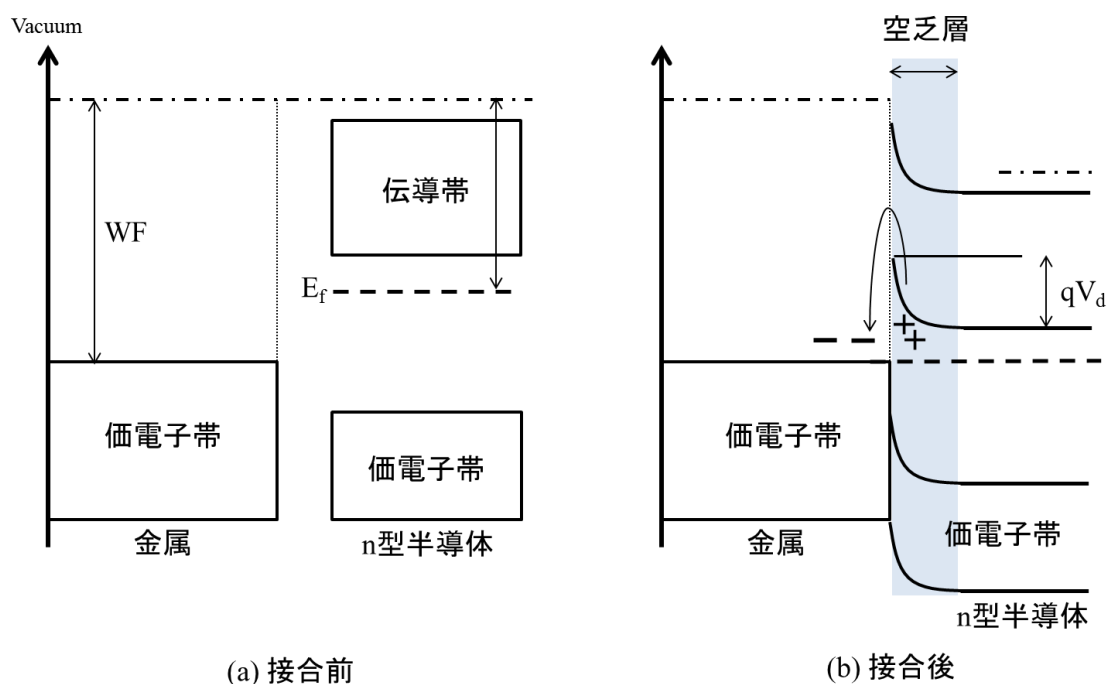 Vacuum
WF
伝導帯
E_f
価電子帯
価電子帯
金属
n型半導体
(a) 接合前
空乏層
qV_d
価電子帯
価電子帯
金属
n型半導体
(b) 接合後